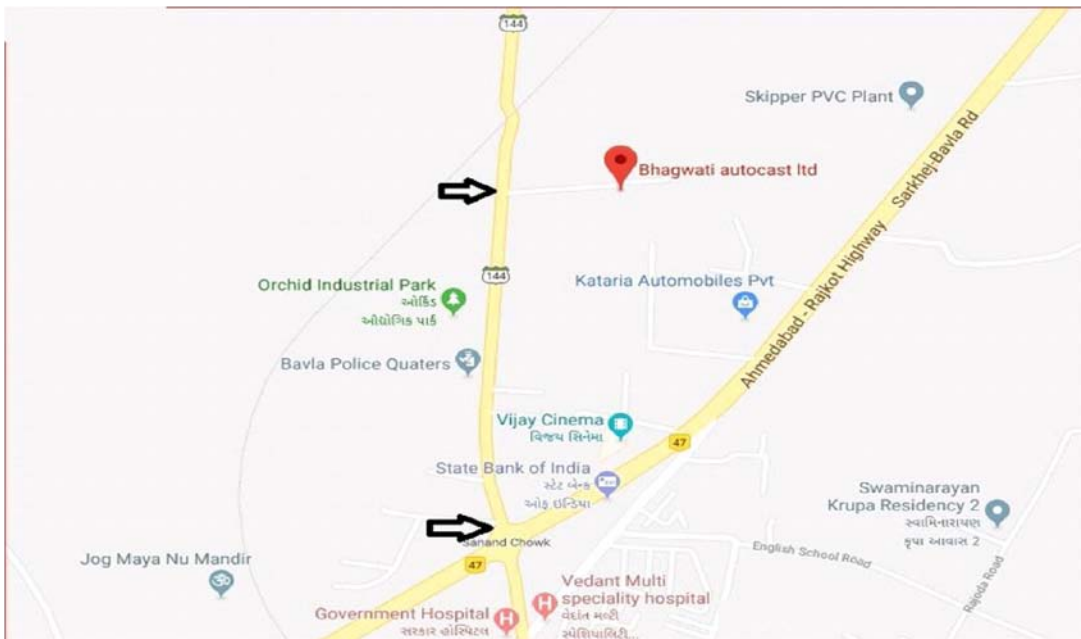 144
Skipper PVC Plant
Bhagwati autocast ltd
Ahmedabad - Rajkot Highway
Sarkhej-Bavla Rd
144
Orchid Industrial Park
ઓર્કિડ
ઔદ્યોગિક પાર્ક
Kataria Automobiles Pvt
Bavla Police Quaters
Vijay Cinema
વિજય સિનેમા
47
State Bank of India
સ્ટેટ બેન્ક
ઓફ ઇન્ડિયા
Swaminarayan
Krupa Residency 2
સ્વામિનારાયણ
કૃપા આવાસ 2
Sanand Chowk
English School Road
Rajoda Road
Jog Maya Nu Mandir
47
Vedant Multi
speciality hospital
વેદાંત મલ્ટી
સ્પેશિયાલિટી...
Government Hospital
સરકાર હોસ્પિટલ